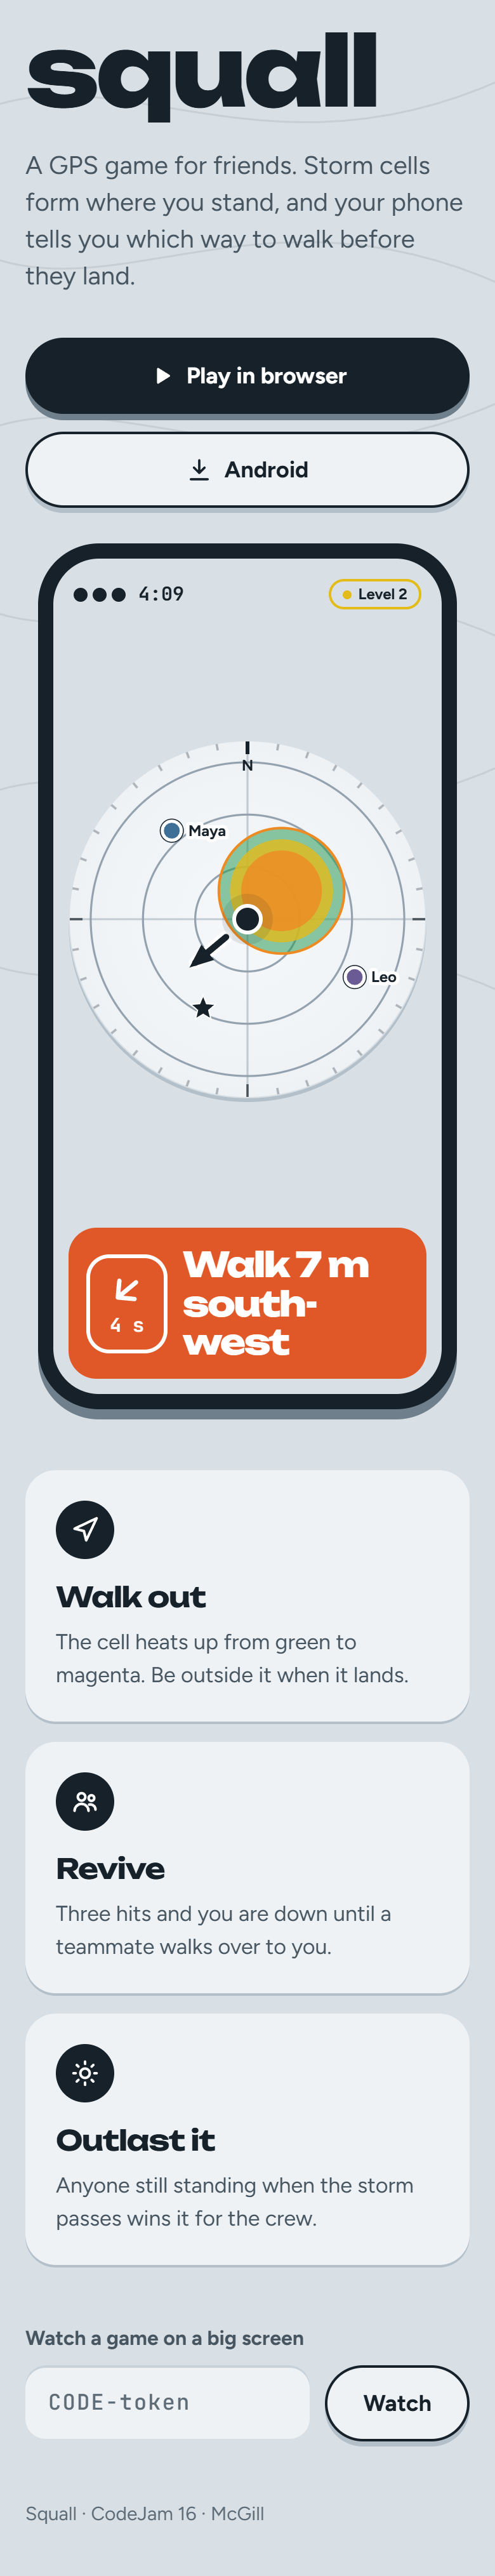 squall
A GPS game for friends. Storm cells
form where you stand, and your phone
tells you which way to walk before
they land.
Play in browser
Android
4:09
Level 2
N
Maya
Leo
Walk 7 m
south-
west
4 s
Walk out
The cell heats up from green to
magenta. Be outside it when it lands.
Revive
Three hits and you are down until a
teammate walks over to you.
Outlast it
Anyone still standing when the storm
passes wins it for the crew.
Watch a game on a big screen
CODE-token
Watch
Squall · CodeJam 16 · McGill